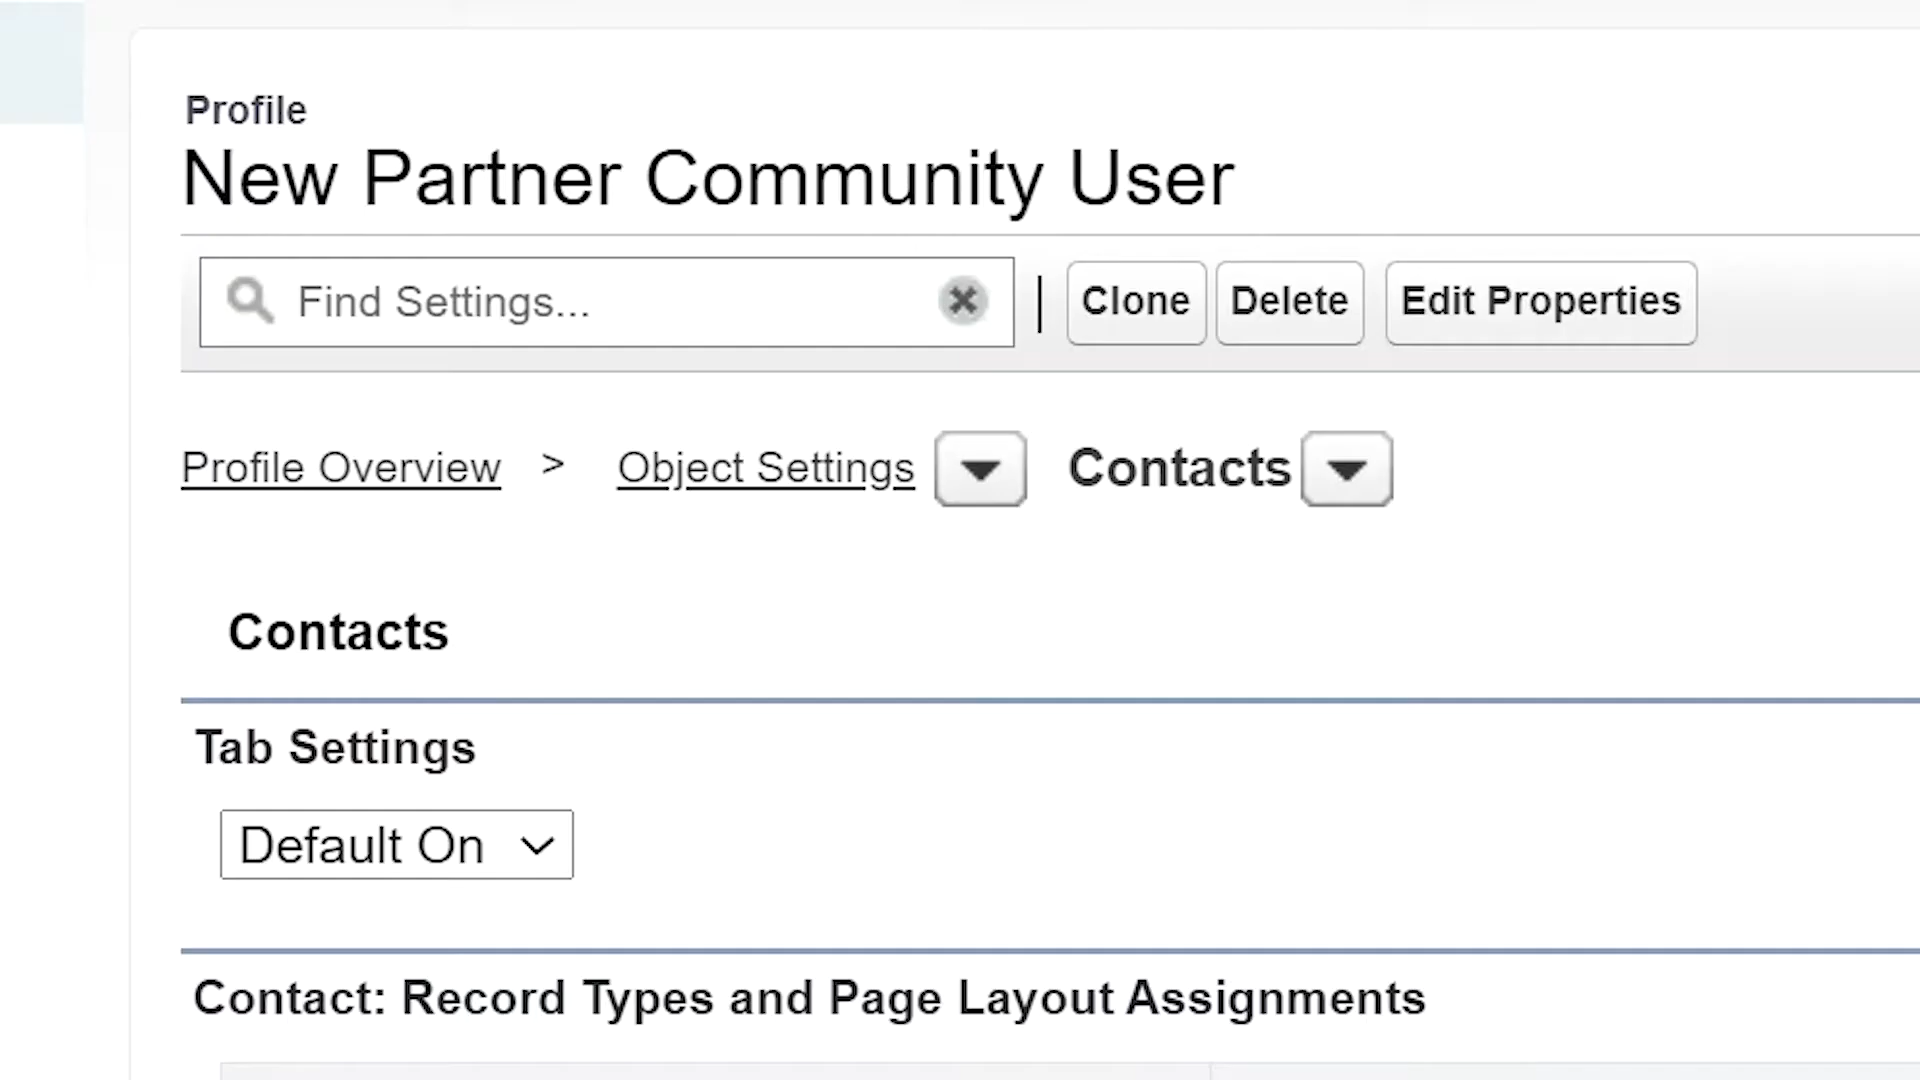 Profile
New Partner Community User
Find Settings... | Clone Delete Edit Properties
Profile Overview > Object Settings Contacts
Contacts
Tab Settings
Default On
Contact: Record Types and Page Layout Assignments